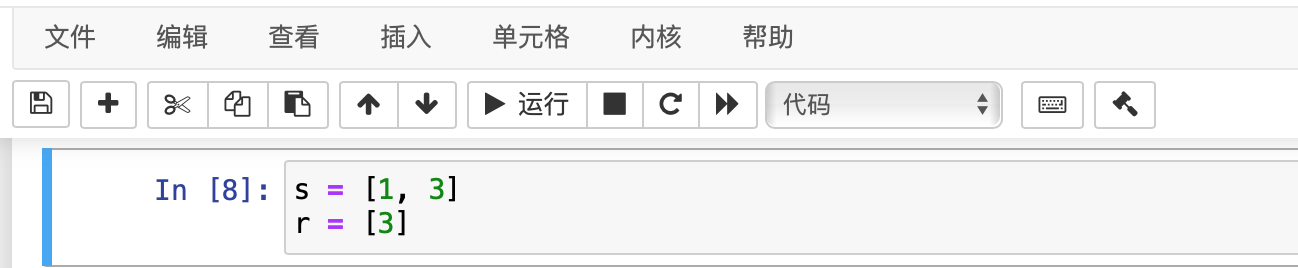 文件 编辑 查看 插入 单元格 内核 帮助
运行 代码
In [8]: s = [1, 3]
r = [3]